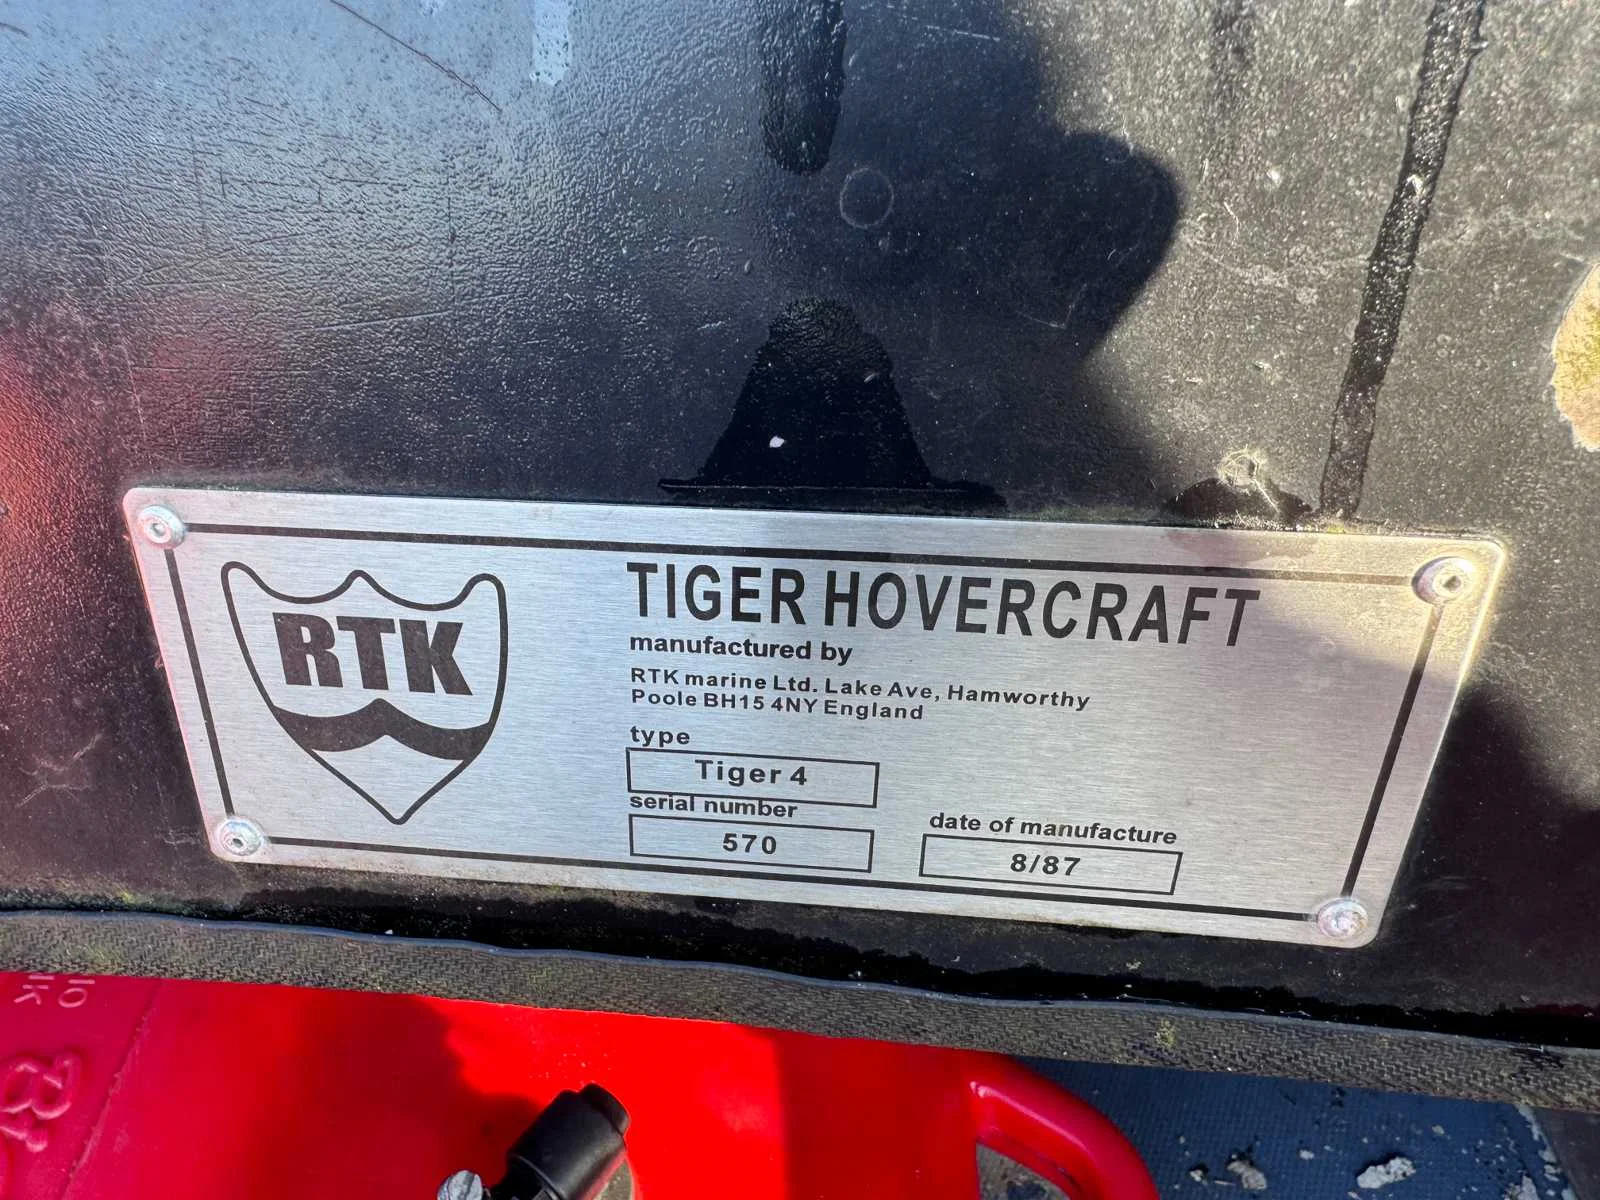 RTK
TIGER HOVERCRAFT
manufactured by
RTK marine Ltd. Lake Ave, Hamworthy
Poole BH15 4NY England
type
Tiger 4
serial number
570
date of manufacture
8/87